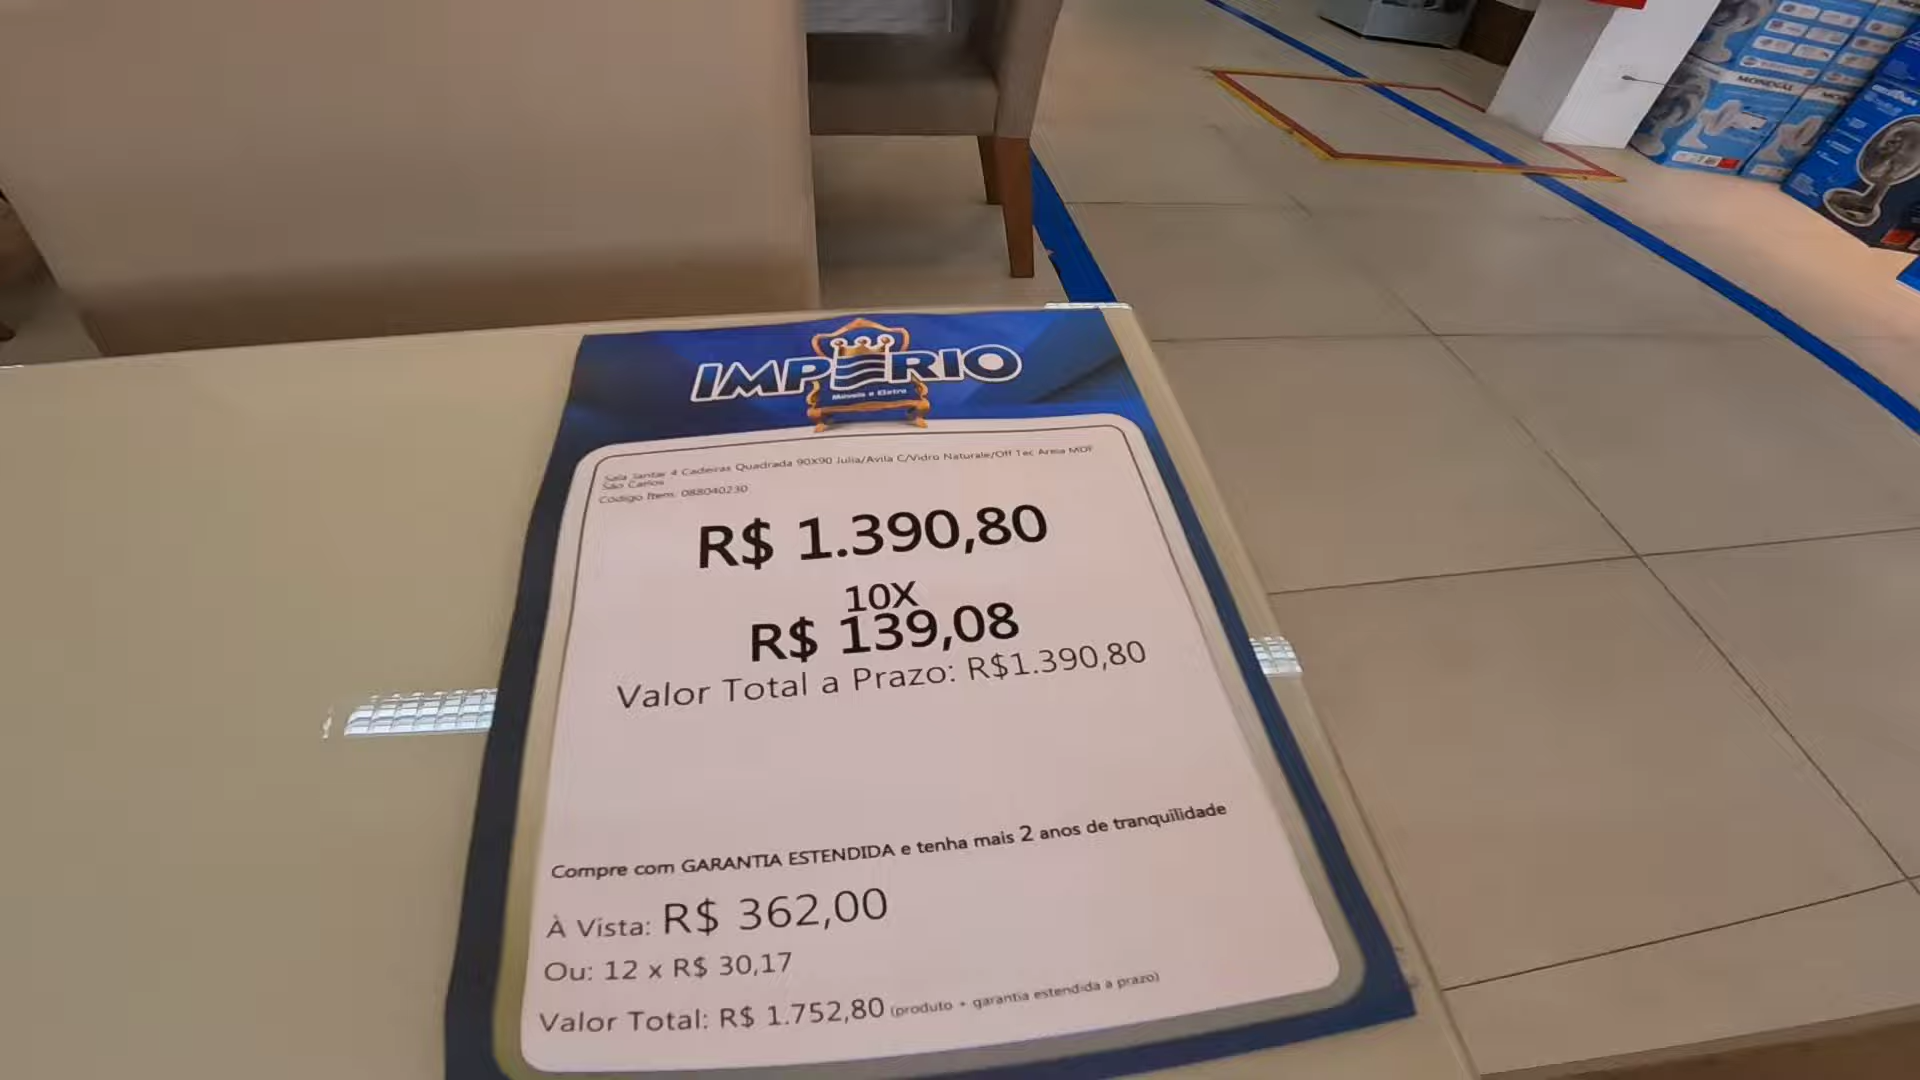 IMPÉRIO
Móveis e Eletro
Sala Jantar 4 Cadeiras Quadrada 90X90 Julia/Avila C/Vidro Naturale/Off Tec Areia MDF
São Carlos
Código Item: 088040230
R$ 1.390,80
10X
R$ 139,08
Valor Total a Prazo: R$1.390,80
Compre com GARANTIA ESTENDIDA e tenha mais 2 anos de tranquilidade
À Vista: R$ 362,00
Ou: 12 x R$ 30,17
Valor Total: R$ 1.752,80 (produto + garantia estendida a prazo)
MONDIAL